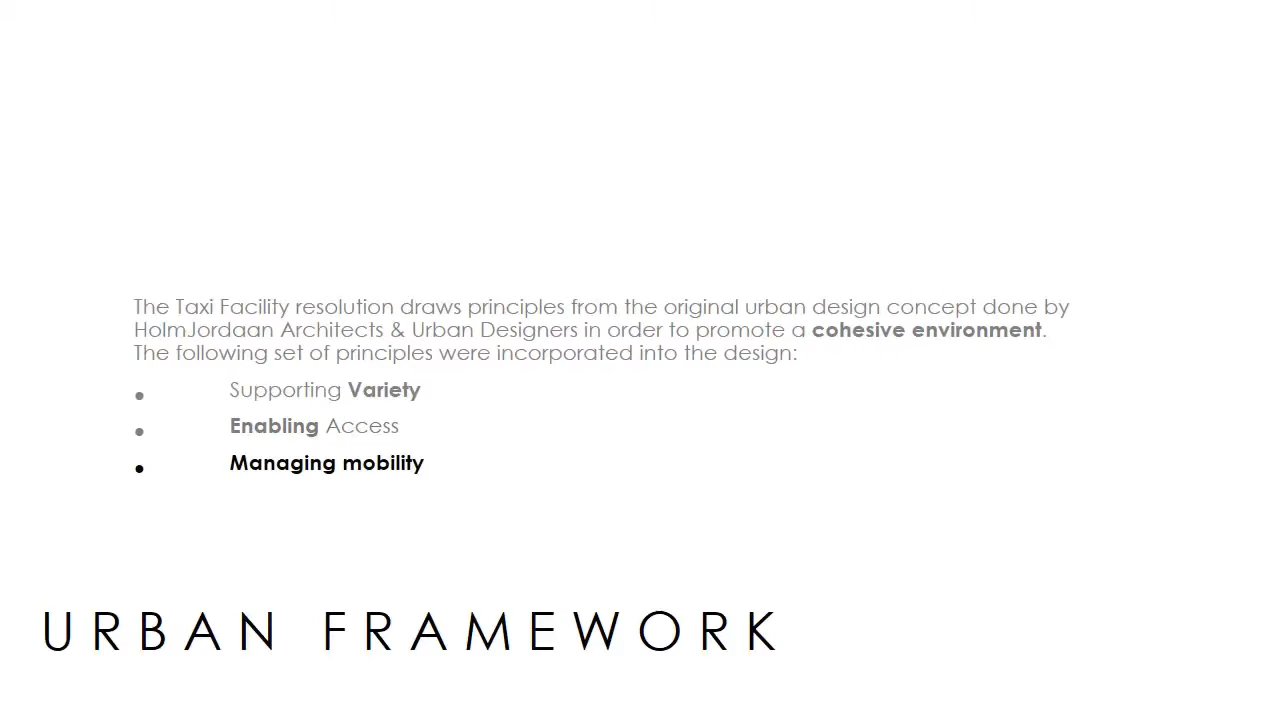 The Taxi Facility resolution draws principles from the original urban design concept done by
HolmJordaan Architects & Urban Designers in order to promote a cohesive environment.
The following set of principles were incorporated into the design:
• Supporting Variety
• Enabling Access
• Managing mobility
URBAN FRAMEWORK